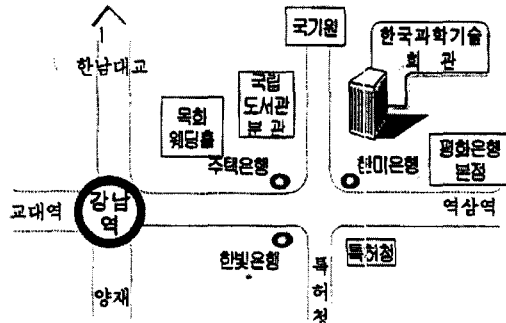 국기원
한국과학기술
회 관
한남대교
국립
도서관
분 관
목화
웨딩홀
주택은행
한미은행
평화은행
본점
교대역
강남
역
역삼역
한빛은행
특허청
특
허
청
양재